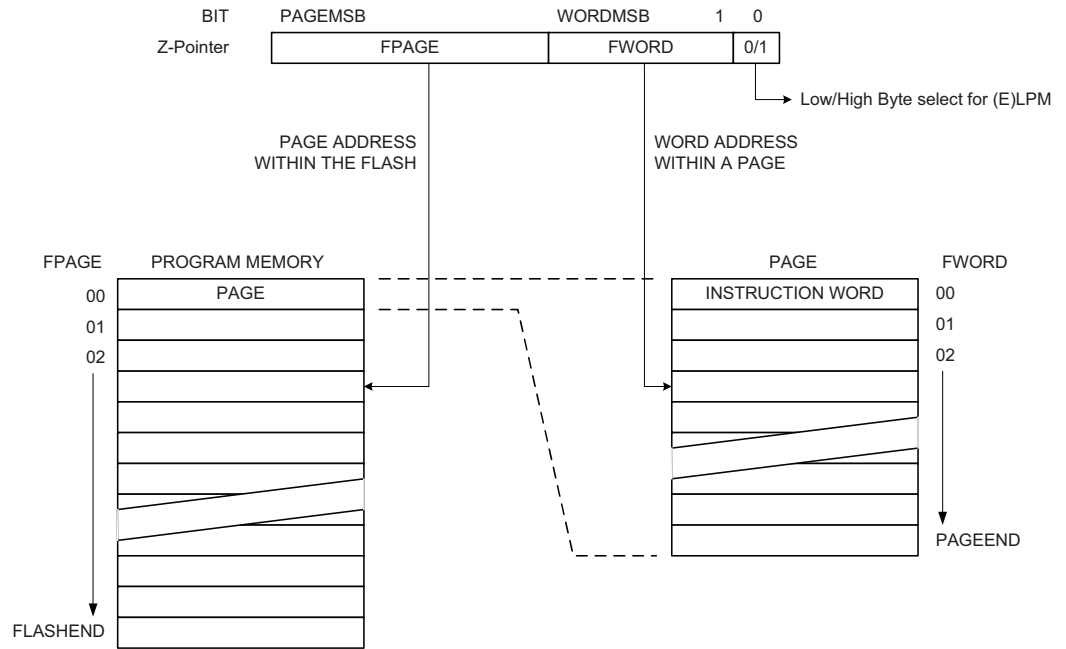 BIT PAGEMSB WORDMSB 1 0
Z-Pointer FPAGE FWORD 0/1
Low/High Byte select for (E)LPM
PAGE ADDRESS
WITHIN THE FLASH
WORD ADDRESS
WITHIN A PAGE
FPAGE PROGRAM MEMORY
00 PAGE
01
02
FLASHEND
PAGE FWORD
INSTRUCTION WORD 00
01
02
PAGEEND